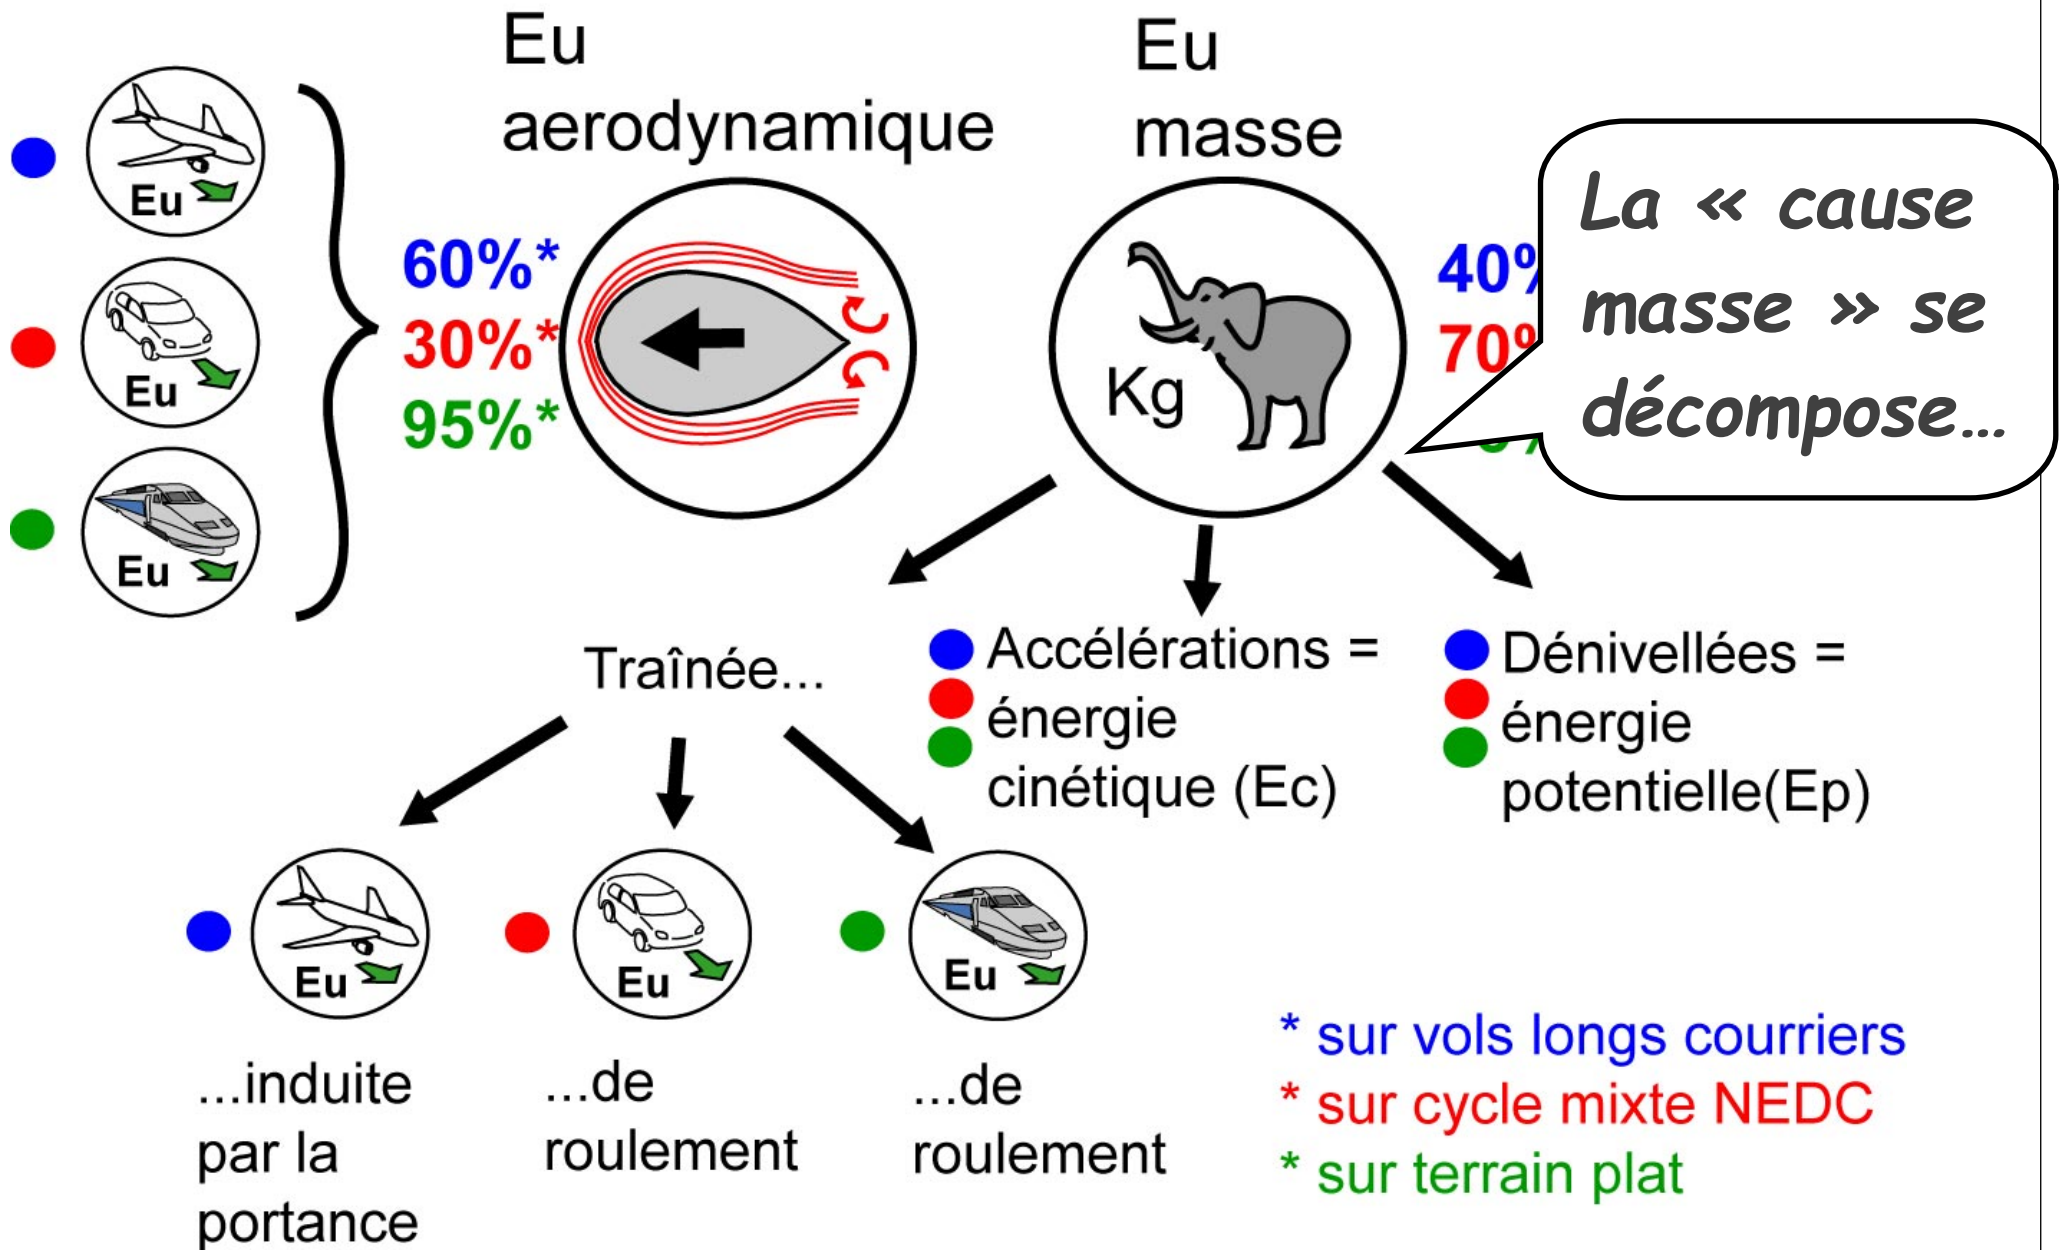 Eu
aerodynamique
Eu
masse
Eu
Eu
Eu
60%*
30%*
95%*
Kg
40%
70%
La « cause
masse » se
décompose...
Traînée...
Accélérations =
énergie
cinétique (Ec)
Dénivellées =
énergie
potentielle(Ep)
Eu
Eu
Eu
...induite
par la
portance
...de
roulement
...de
roulement
* sur vols longs courriers
* sur cycle mixte NEDC
* sur terrain plat